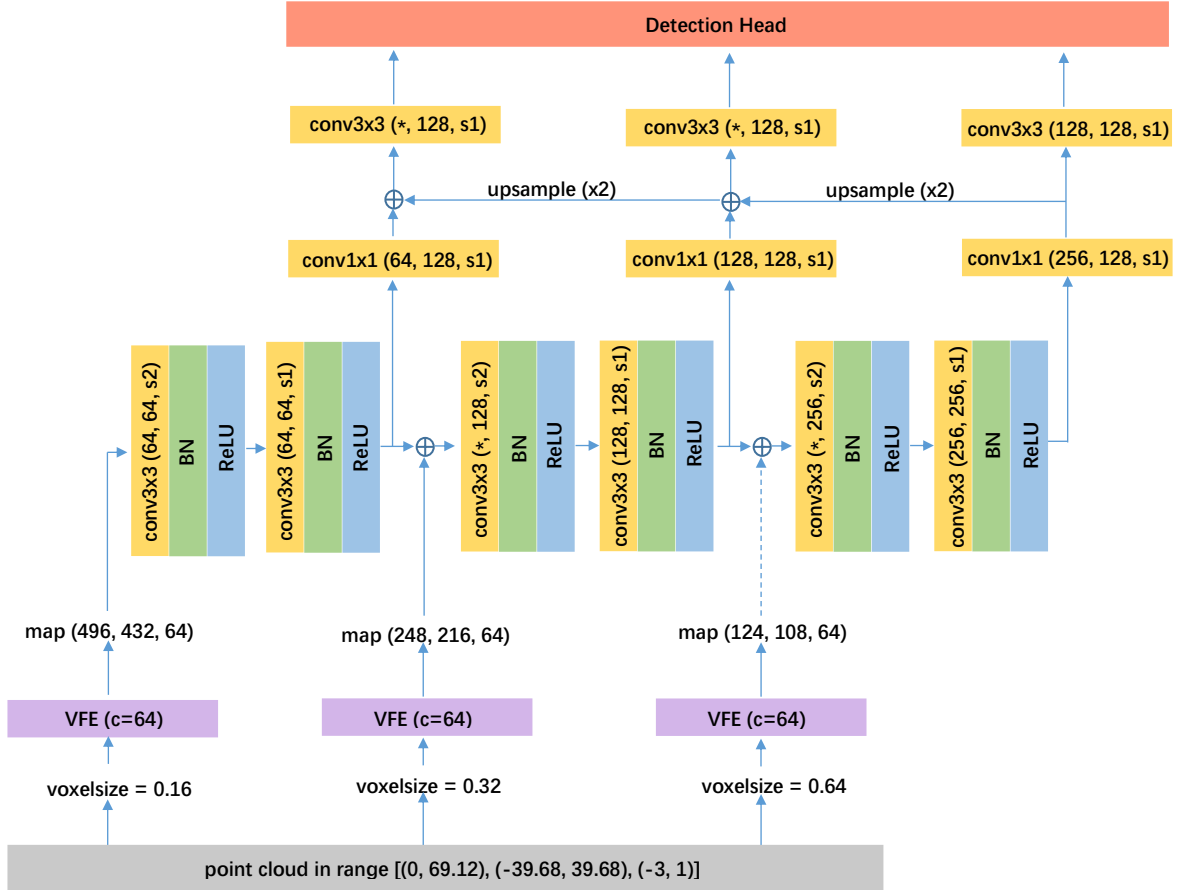 Detection Head
conv3x3 (*, 128, s1)
conv3x3 (*, 128, s1)
conv3x3 (128, 128, s1)
upsample (x2)
upsample (x2)
conv1x1 (64, 128, s1)
conv1x1 (128, 128, s1)
conv1x1 (256, 128, s1)
conv3x3 (64, 64, s2)
BN
ReLU
conv3x3 (64, 64, s1)
BN
ReLU
conv3x3 (*, 128, s2)
BN
ReLU
conv3x3 (128, 128, s1)
BN
ReLU
conv3x3 (*, 256, s2)
BN
ReLU
conv3x3 (256, 256, s1)
BN
ReLU
map (496, 432, 64)
map (248, 216, 64)
map (124, 108, 64)
VFE (c=64)
VFE (c=64)
VFE (c=64)
voxelsize = 0.16
voxelsize = 0.32
voxelsize = 0.64
point cloud in range [(0, 69.12), (-39.68, 39.68), (-3, 1)]